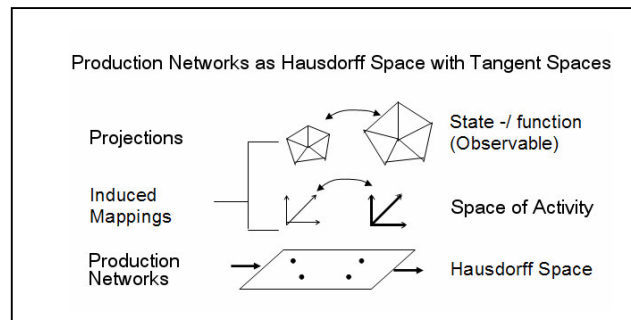 Production Networks as Hausdorff Space with Tangent Spaces
Projections
State -/ function
(Observable)
Induced
Mappings
Space of Activity
Production
Networks
Hausdorff Space